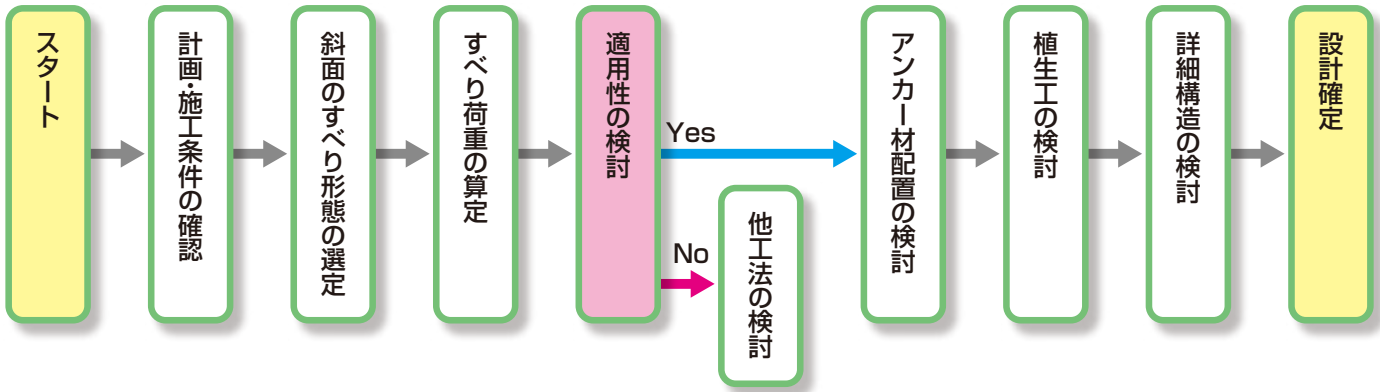 スタート
計画・施工条件の確認
斜面のすべり形態の選定
すべり荷重の算定
適用性の検討
Yes
No
他工法の検討
アンカー材配置の検討
植生工の検討
詳細構造の検討
設計確定